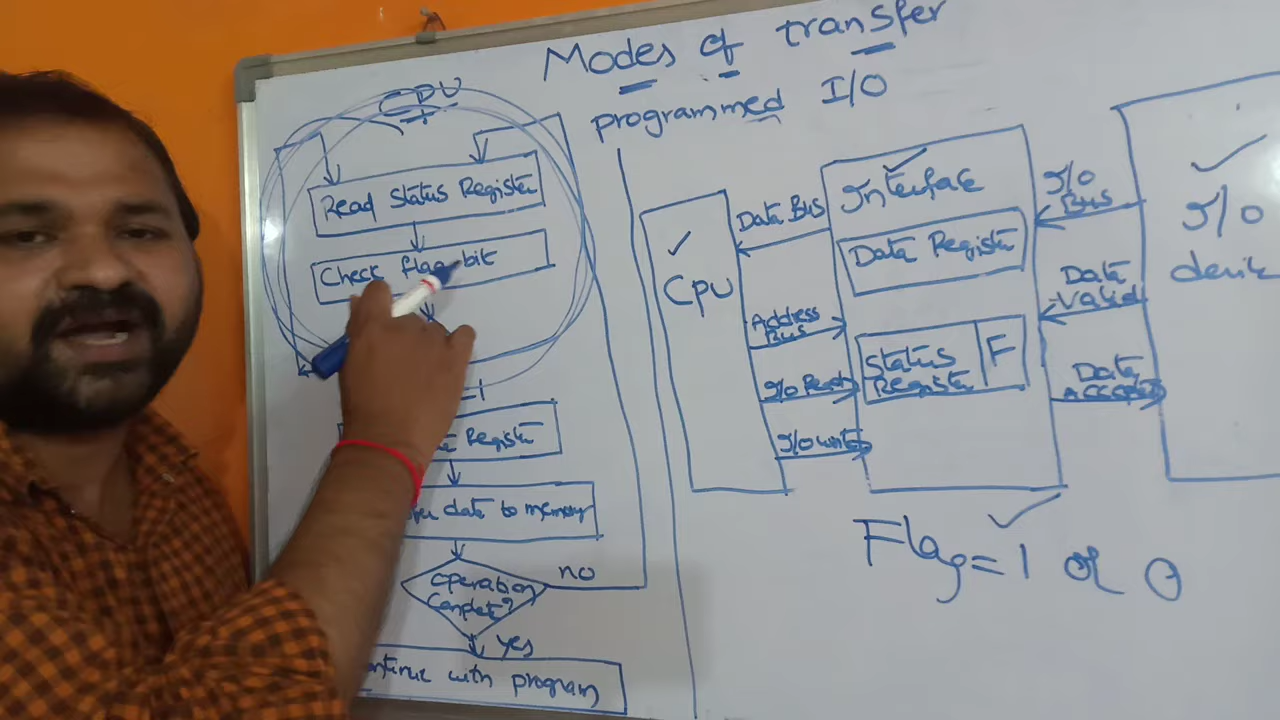 Modes of transfer
programmed I/O
CPU
Read Status Register
Check flag bit
=1
Register
data to memory
Operation
Complete?
no
yes
continue with program
CPU
Data Bus
Address
Bus
I/O Read
I/O write
Interface
Data Register
Status
Register
F
I/O
Bus
Data
Valid
Data
Accepted
I/O
device
Flag = 1 or 0